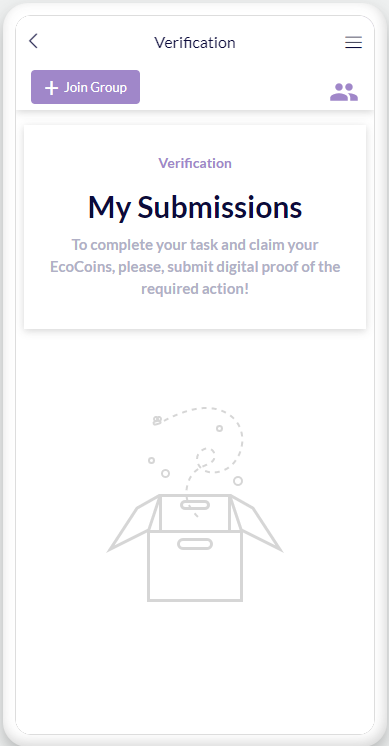 Verification
+ Join Group
Verification
My Submissions
To complete your task and claim your
EcoCoins, please, submit digital proof of the
required action!